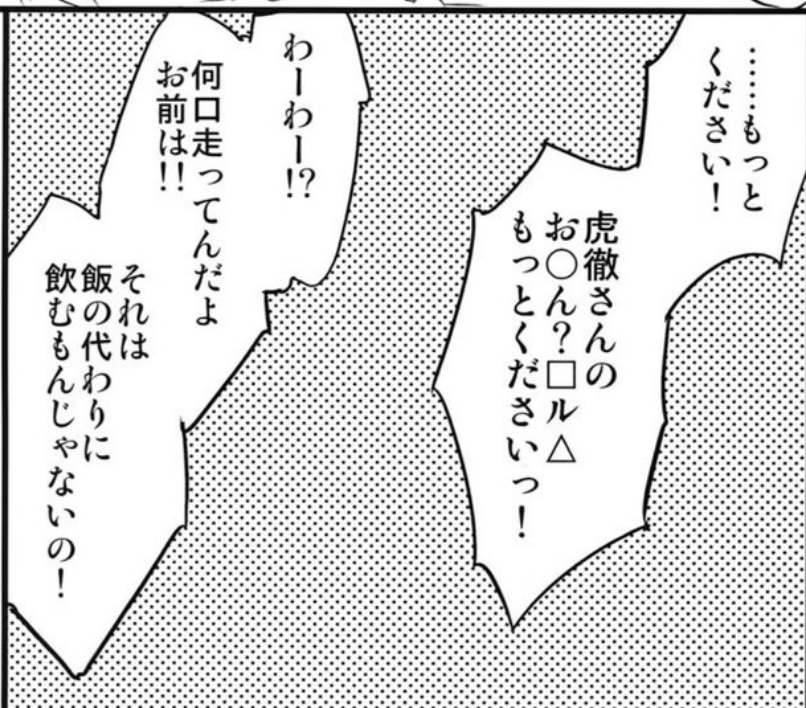 ……もっと
ください!
虎徹さんの
お○ん?□ル△
もっとくださいっ!
わーわー!?
何口走ってんだよ
お前は!!
それは
飯の代わりに
飲むもんじゃないの!